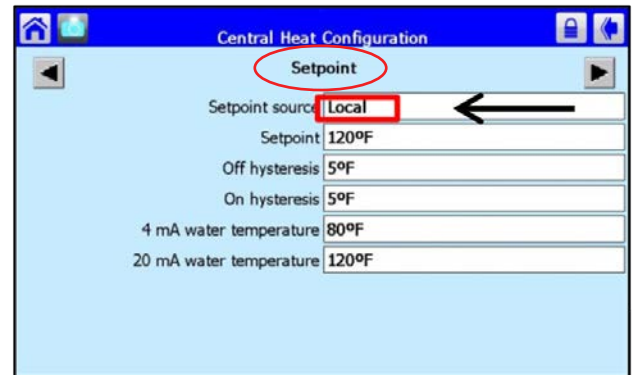 Central Heat Configuration
Setpoint
Setpoint source Local
Setpoint 120ºF
Off hysteresis 5ºF
On hysteresis 5ºF
4 mA water temperature 80ºF
20 mA water temperature 120ºF